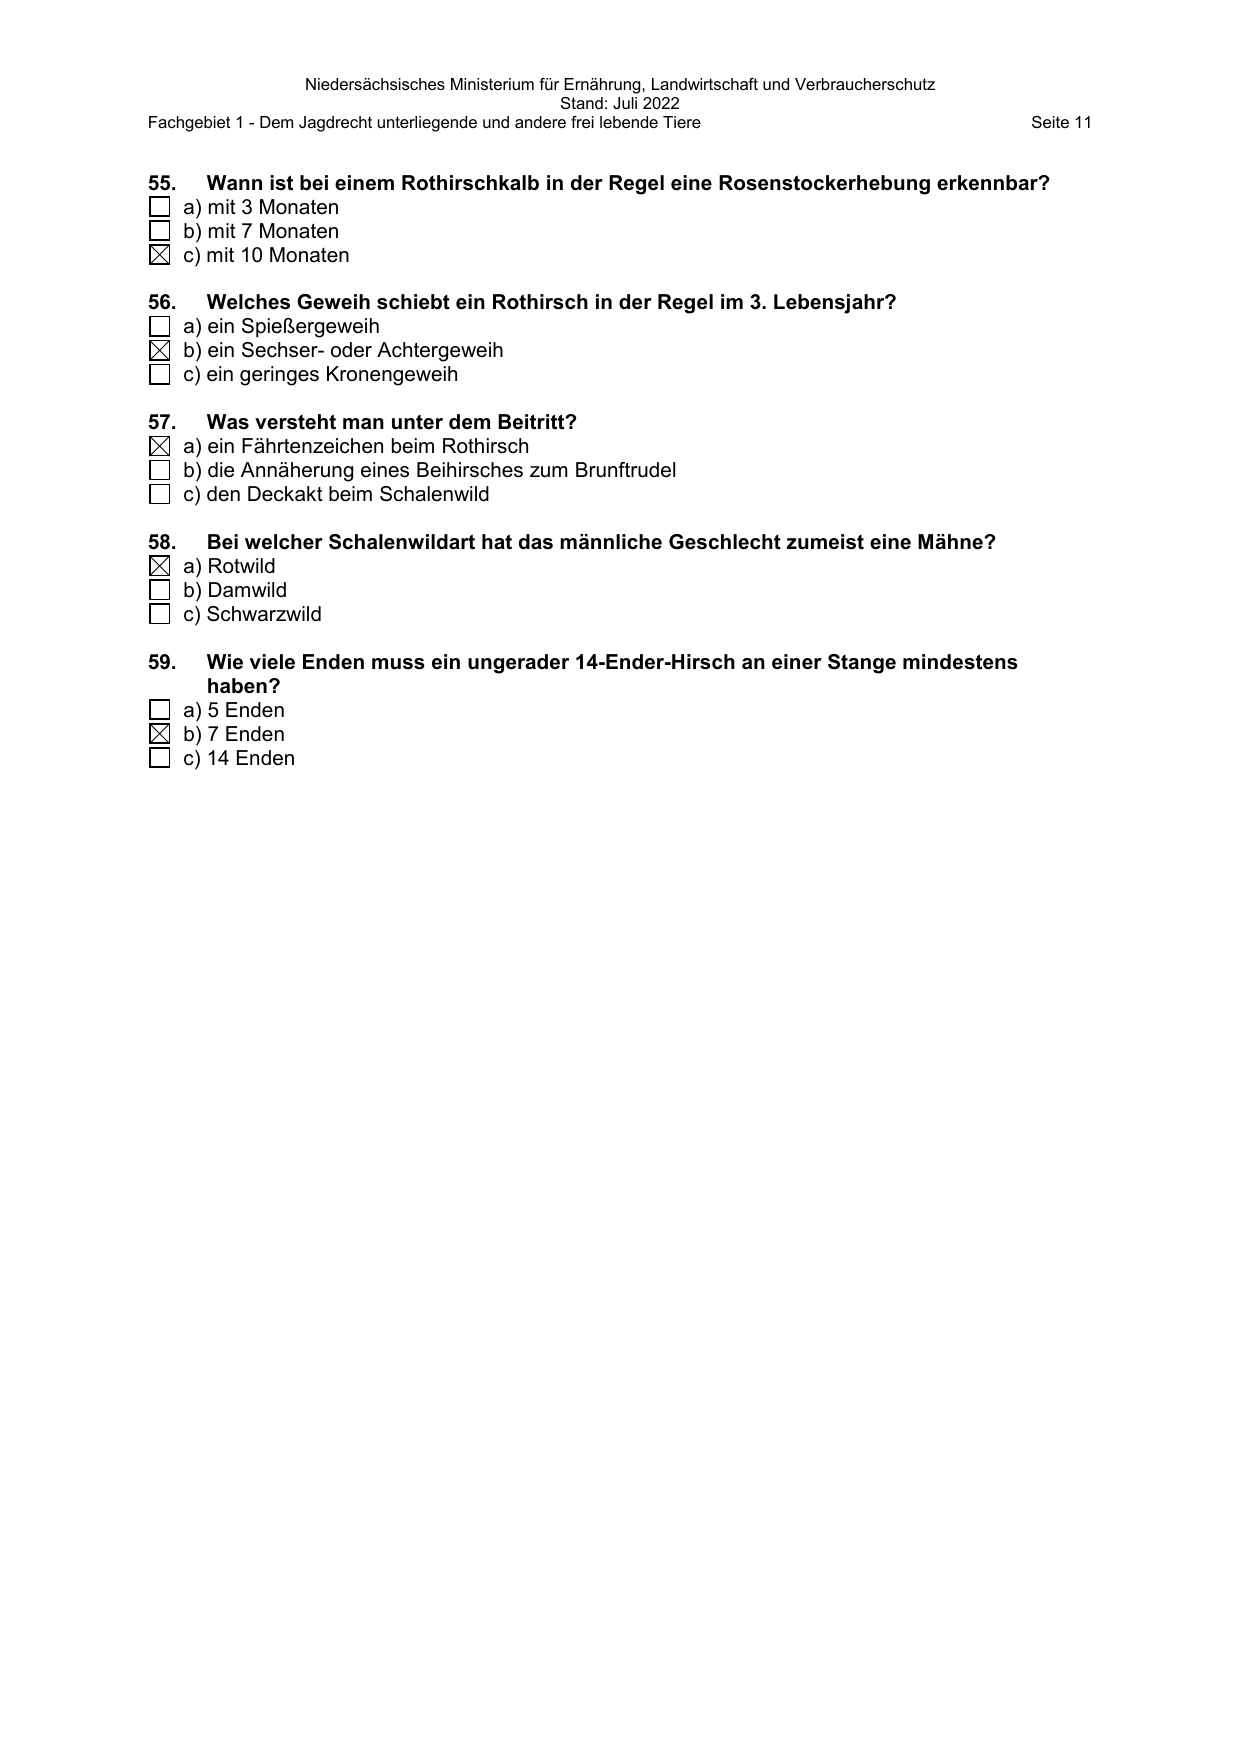 Niedersächsisches Ministerium für Ernährung, Landwirtschaft und Verbraucherschutz
Stand: Juli 2022
Fachgebiet 1 - Dem Jagdrecht unterliegende und andere frei lebende Tiere Seite 11
55. Wann ist bei einem Rothirschkalb in der Regel eine Rosenstockerhebung erkennbar?
☐ a) mit 3 Monaten
☐ b) mit 7 Monaten
☒ c) mit 10 Monaten
56. Welches Geweih schiebt ein Rothirsch in der Regel im 3. Lebensjahr?
☐ a) ein Spießergeweih
☒ b) ein Sechser- oder Achtergeweih
☐ c) ein geringes Kronengeweih
57. Was versteht man unter dem Beitritt?
☒ a) ein Fährtenzeichen beim Rothirsch
☐ b) die Annäherung eines Beihirsches zum Brunftrudel
☐ c) den Deckakt beim Schalenwild
58. Bei welcher Schalenwildart hat das männliche Geschlecht zumeist eine Mähne?
☒ a) Rotwild
☐ b) Damwild
☐ c) Schwarzwild
59. Wie viele Enden muss ein ungerader 14-Ender-Hirsch an einer Stange mindestens
haben?
☐ a) 5 Enden
☒ b) 7 Enden
☐ c) 14 Enden